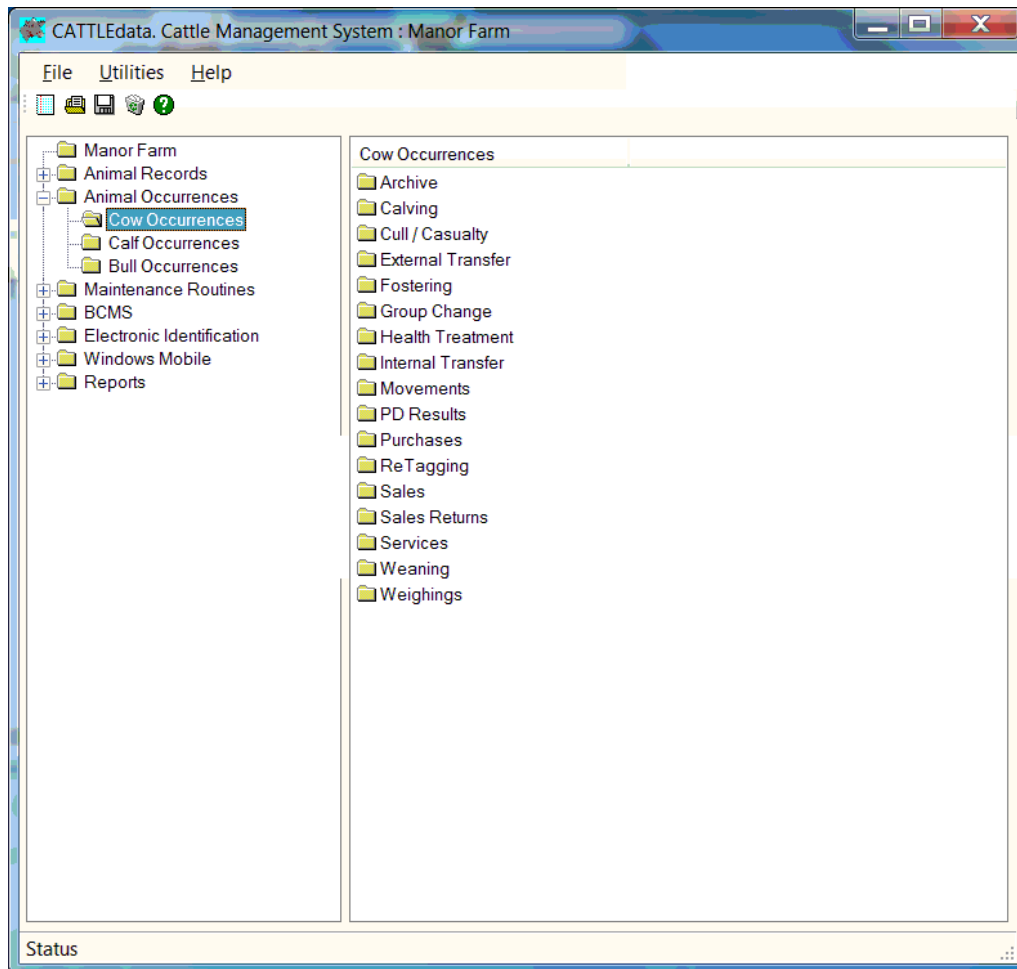 CATTLEdata. Cattle Management System : Manor Farm
File Utilities Help
Manor Farm
Animal Records
Animal Occurrences
Cow Occurrences
Calf Occurrences
Bull Occurrences
Maintenance Routines
BCMS
Electronic Identification
Windows Mobile
Reports
Cow Occurrences
Archive
Calving
Cull / Casualty
External Transfer
Fostering
Group Change
Health Treatment
Internal Transfer
Movements
PD Results
Purchases
ReTagging
Sales
Sales Returns
Services
Weaning
Weighings
Status